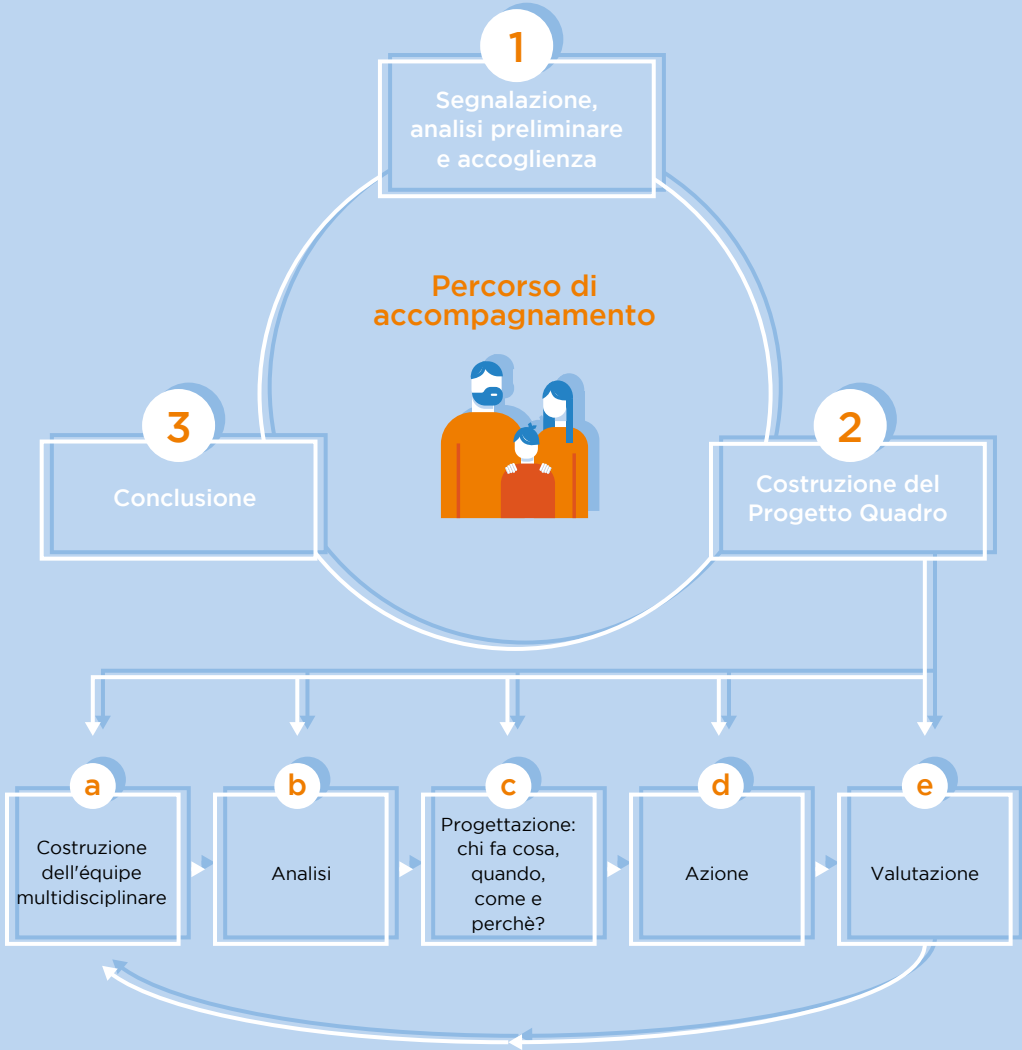 1
Segnalazione,
analisi preliminare
e accoglienza
Percorso di
accompagnamento
3
Conclusione
2
Costruzione del
Progetto Quadro
a
Costruzione
dell'équipe
multidisciplinare
b
Analisi
c
Progettazione:
chi fa cosa,
quando,
come e
perchè?
d
Azione
e
Valutazione